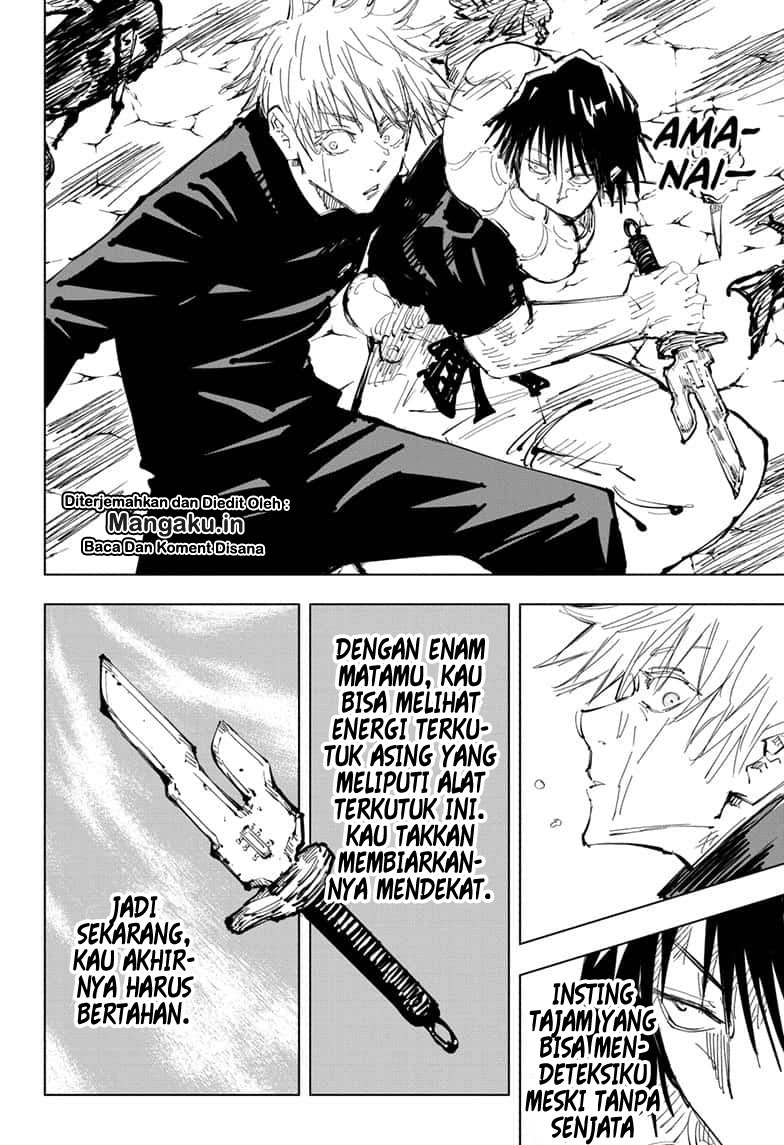 AMA-
NAI-
Diterjemahkan dan Diedit Oleh :
Mangaku.in
Baca Dan Koment Disana
INSTING
TAJAM YANG
BISA MEN-
DETEKSIKU
MESKI TANPA
SENJATA
DENGAN ENAM
MATAMU, KAU
BISA MELIHAT
ENERGI TERKU-
TUK ASING YANG
MELIPUTI ALAT
TERKUTUK INI.
KAU TAKKAN
MEMBIARKAN-
NYA MENDEKAT.
JADI
SEKARANG,
KAU AKHIR-
NYA HARUS
BERTAHAN.